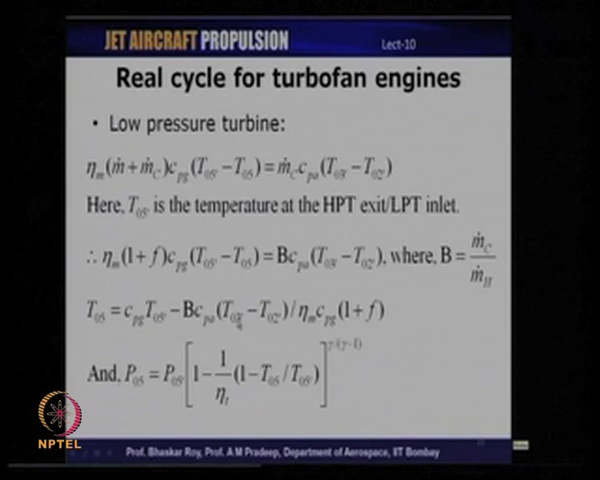 JET AIRCRAFT PROPULSION Lect-10
Real cycle for turbofan engines
• Low pressure turbine:
η_m(ṁ + ṁ_C)c_pg(T_05' − T_05) = ṁ_C c_pa(T_03' − T_02')
Here, T_05' is the temperature at the HPT exit/LPT inlet.
∴ η_m(1 + f)c_pg(T_05' − T_05) = Bc_pa(T_03' − T_02'), where, B = ṁ_C / ṁ_H
T_05 = c_pg T_05' − Bc_pa(T_03' − T_02') / η_m c_pg(1 + f)
And, P_05 = P_05' [1 − 1/η_t (1 − T_05 / T_05')]^γ/(γ−1)
NPTEL
Prof. Bhaskar Roy, Prof. A M Pradeep, Department of Aerospace, IIT Bombay